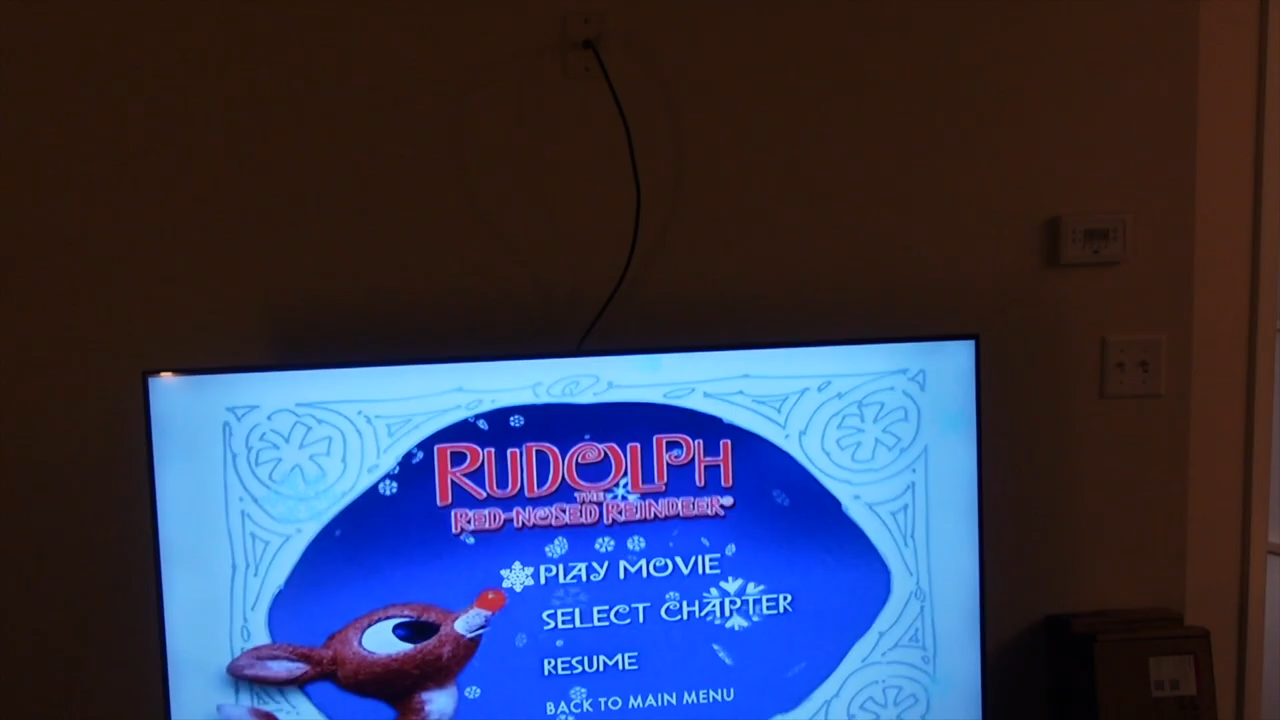 RUDOLPH
THE
RED-NOSED REINDEER®
PLAY MOVIE
SELECT CHAPTER
RESUME
BACK TO MAIN MENU